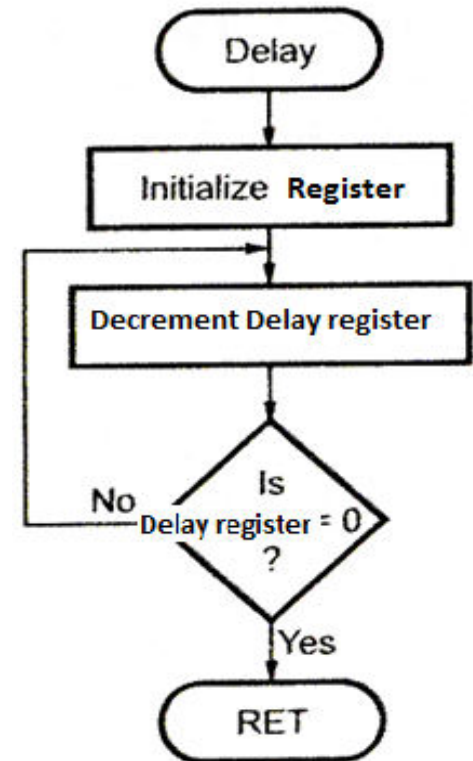 Delay
Initialize Register
Decrement Delay register
Is
No
Delay register = 0
?
Yes
RET